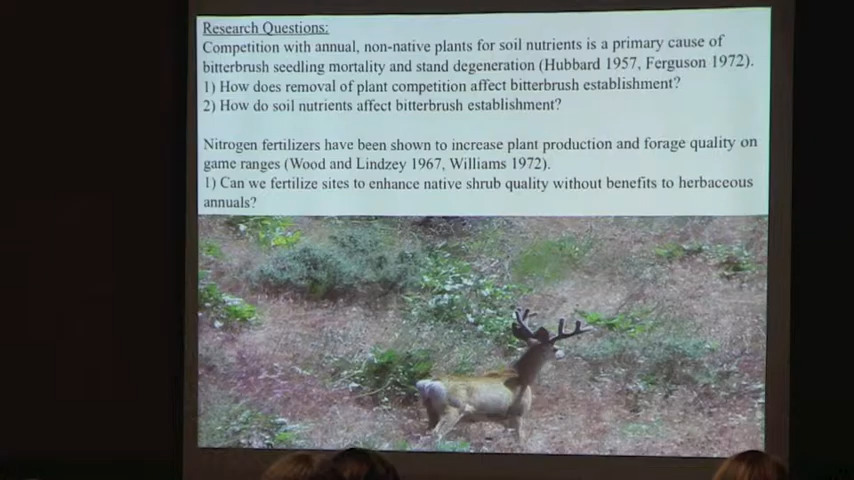 Research Questions:
Competition with annual, non-native plants for soil nutrients is a primary cause of
bitterbrush seedling mortality and stand degeneration (Hubbard 1957, Ferguson 1972).
1) How does removal of plant competition affect bitterbrush establishment?
2) How do soil nutrients affect bitterbrush establishment?
Nitrogen fertilizers have been shown to increase plant production and forage quality on
game ranges (Wood and Lindzey 1967, Williams 1972).
1) Can we fertilize sites to enhance native shrub quality without benefits to herbaceous
annuals?